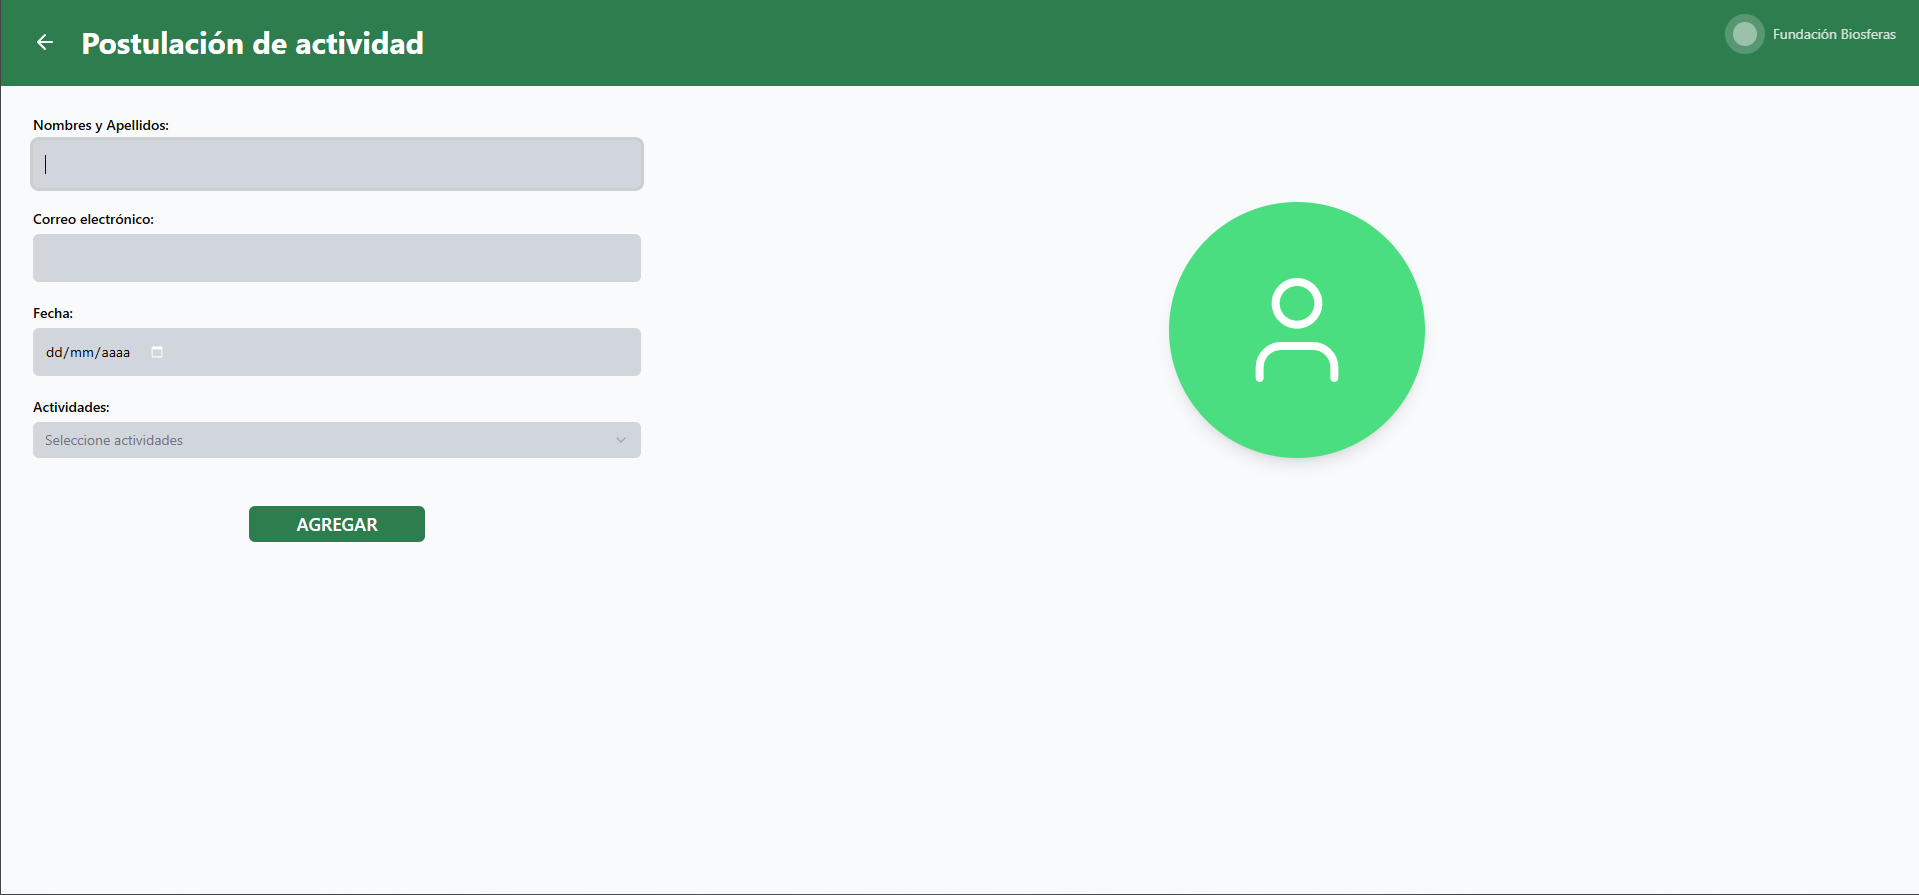 Postulación de actividad
Fundación Biosferas
Nombres y Apellidos:
Correo electrónico:
Fecha:
dd/mm/aaaa
Actividades:
Seleccione actividades
AGREGAR